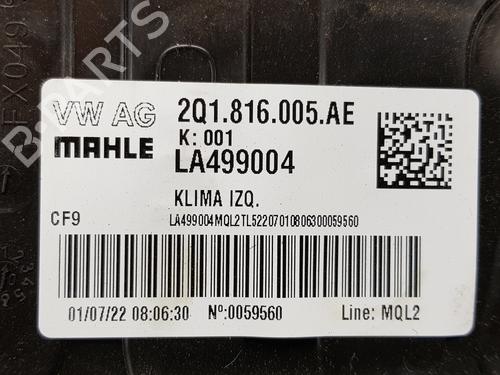 VW AG
2Q1.816.005.AE
K: 001
MAHLE
LA499004
KLIMA IZQ.
CF9
LA499004MQL2TL52207010806300059560
01/07/22 08:06:30 Nº:0059560 Line: MQL2
B-PARTS